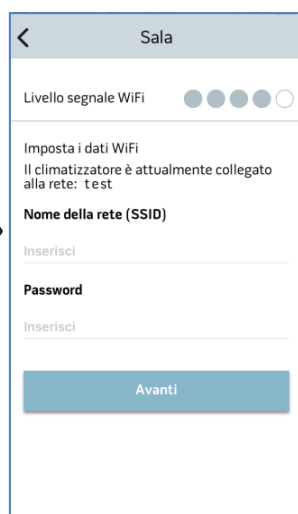 Sala
Livello segnale WiFi
Imposta i dati WiFi
Il climatizzatore è attualmente collegato
alla rete: test
Nome della rete (SSID)
Inserisci
Password
Inserisci
Avanti